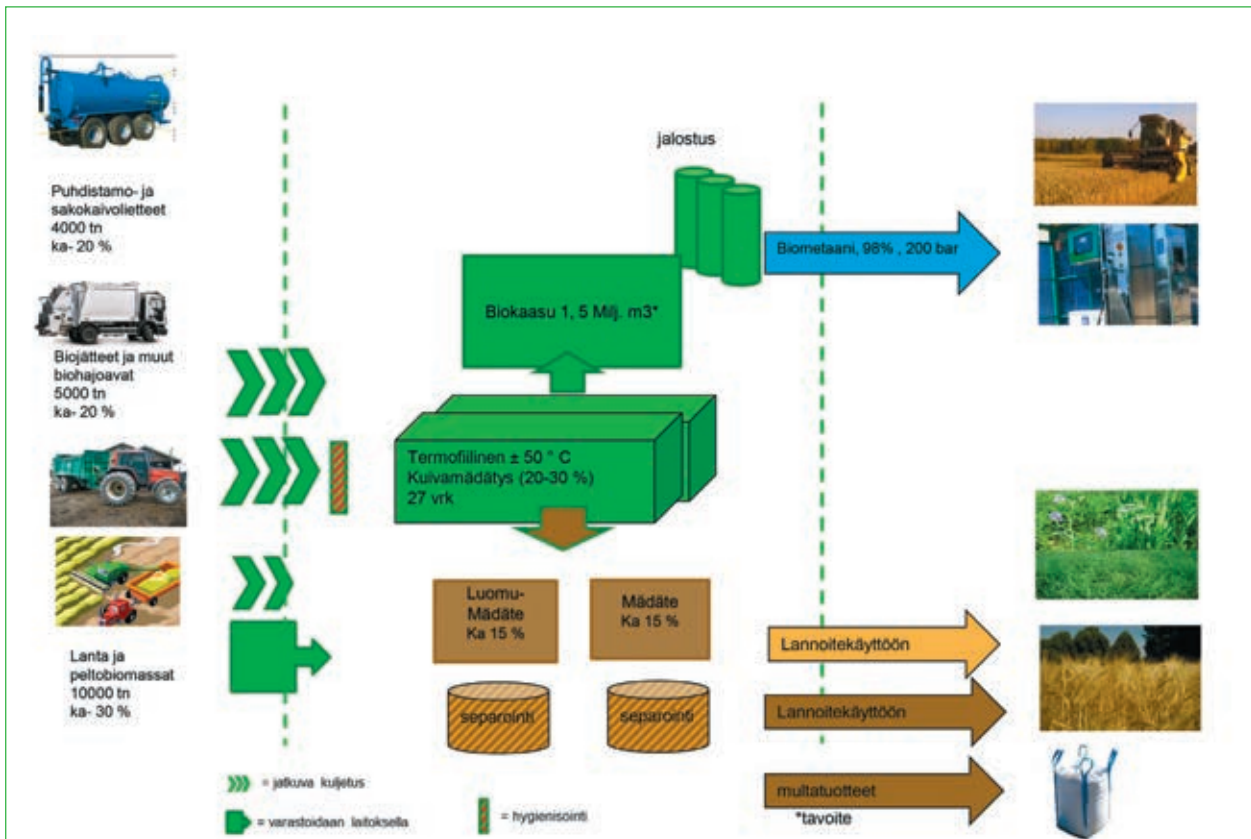 Puhdistamo- ja
sakokaivolietteet
4000 tn
ka- 20 %
Biojätteet ja muut
biohajoavat
5000 tn
ka- 20 %
Lanta ja
peltobiomassat
10000 tn
ka- 30 %
jalostus
Biokaasu 1, 5 Milj. m3*
Biometaani, 98% , 200 bar
Termofiilinen ± 50 ° C
Kuivamädätys (20-30 %)
27 vrk
Luomu-
Mädäte
Ka 15 %
Mädäte
Ka 15 %
separointi
separointi
Lannoitekäyttöön
Lannoitekäyttöön
multatuotteet
*tavoite
= jatkuva kuljetus
= varastoidaan laitoksella
= hygienisointi